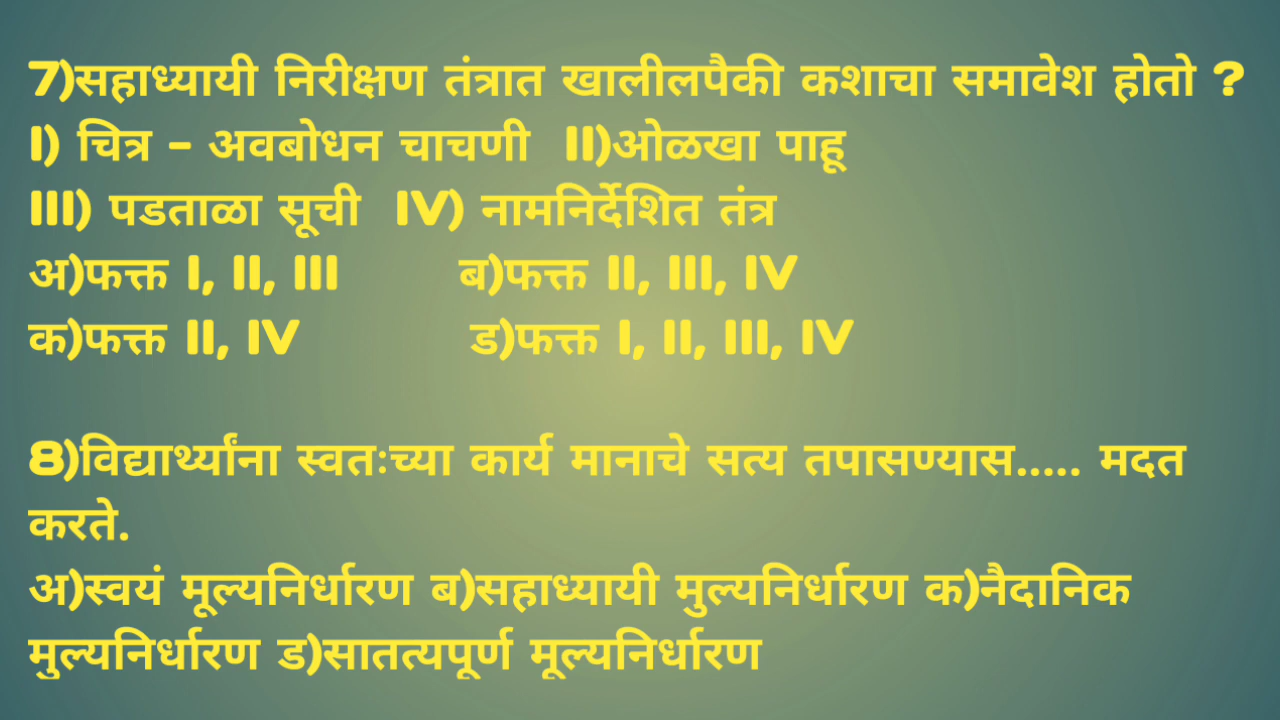 7)सहाध्यायी निरीक्षण तंत्रात खालीलपैकी कशाचा समावेश होतो ?
I) चित्र – अवबोधन चाचणी II)ओळखा पाहू
III) पडताळा सूची IV) नामनिर्देशित तंत्र
अ)फक्त I, II, III ब)फक्त II, III, IV
क)फक्त II, IV ड)फक्त I, II, III, IV
8)विद्यार्थ्यांना स्वतःच्या कार्य मानाचे सत्य तपासण्यास..... मदत
करते.
अ)स्वयं मूल्यनिर्धारण ब)सहाध्यायी मुल्यनिर्धारण क)नैदानिक
मुल्यनिर्धारण ड)सातत्यपूर्ण मूल्यनिर्धारण